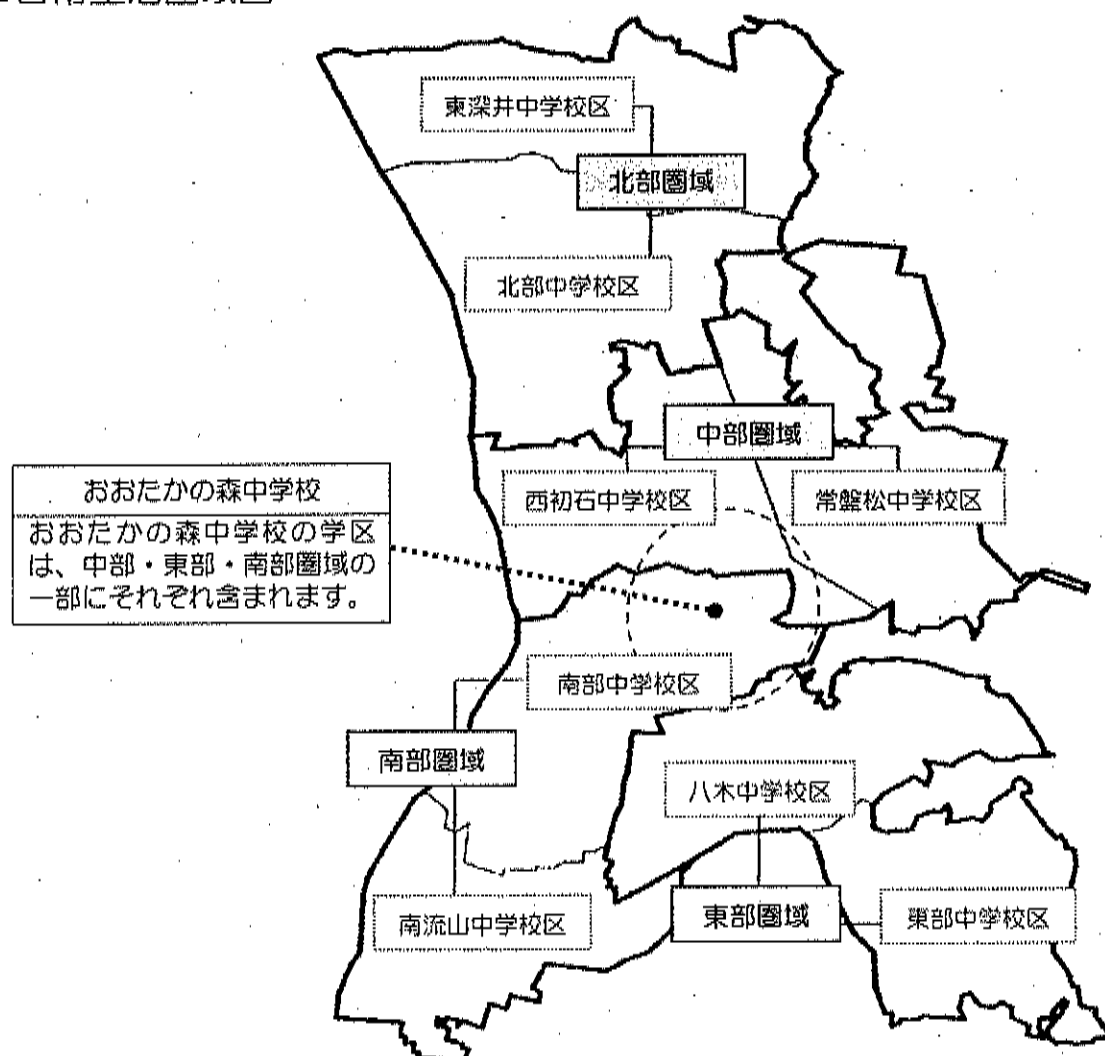 東深井中学校区
北部圏域
北部中学校区
中部圏域
西初石中学校区
常盤松中学校区
おおたかの森中学校
おおたかの森中学校の学区
は、中部・東部・南部圏域の
一部にそれぞれ含まれます。
南部中学校区
南部圏域
八木中学校区
南流山中学校区
東部圏域
東部中学校区